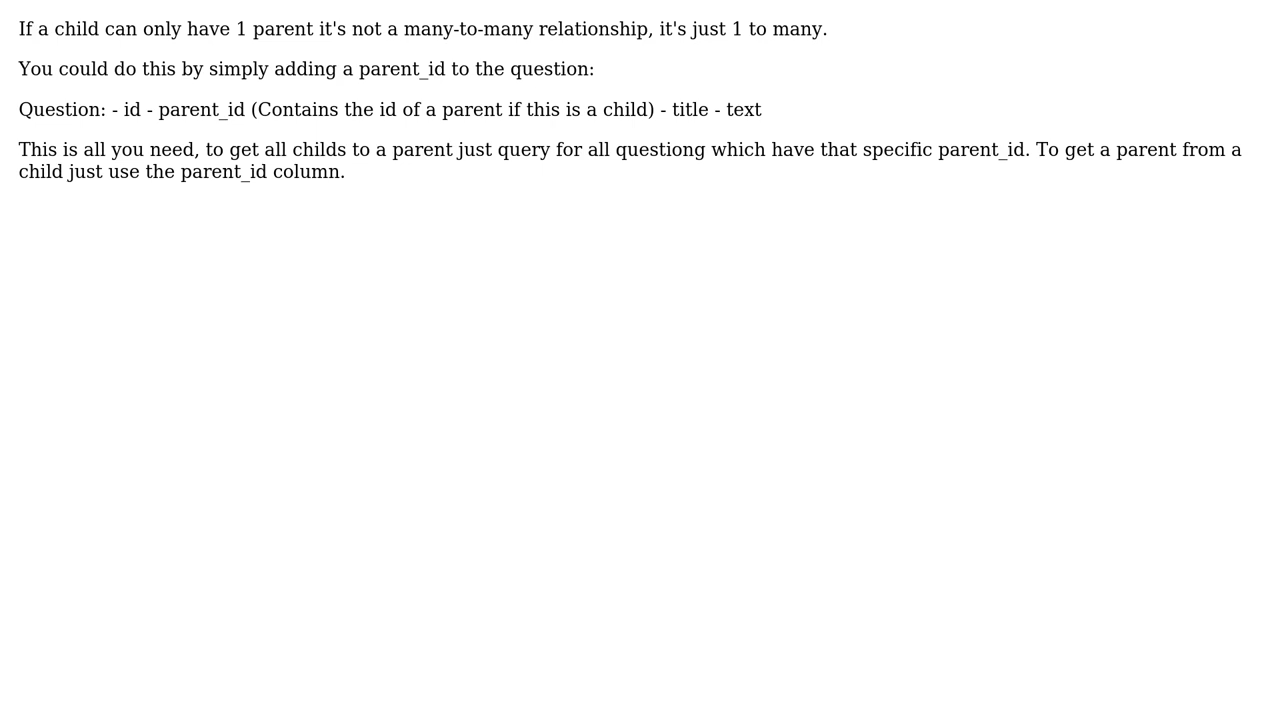 If a child can only have 1 parent it's not a many-to-many relationship, it's just 1 to many.
You could do this by simply adding a parent_id to the question:
Question: - id - parent_id (Contains the id of a parent if this is a child) - title - text
This is all you need, to get all childs to a parent just query for all questiong which have that specific parent_id. To get a parent from a
child just use the parent_id column.